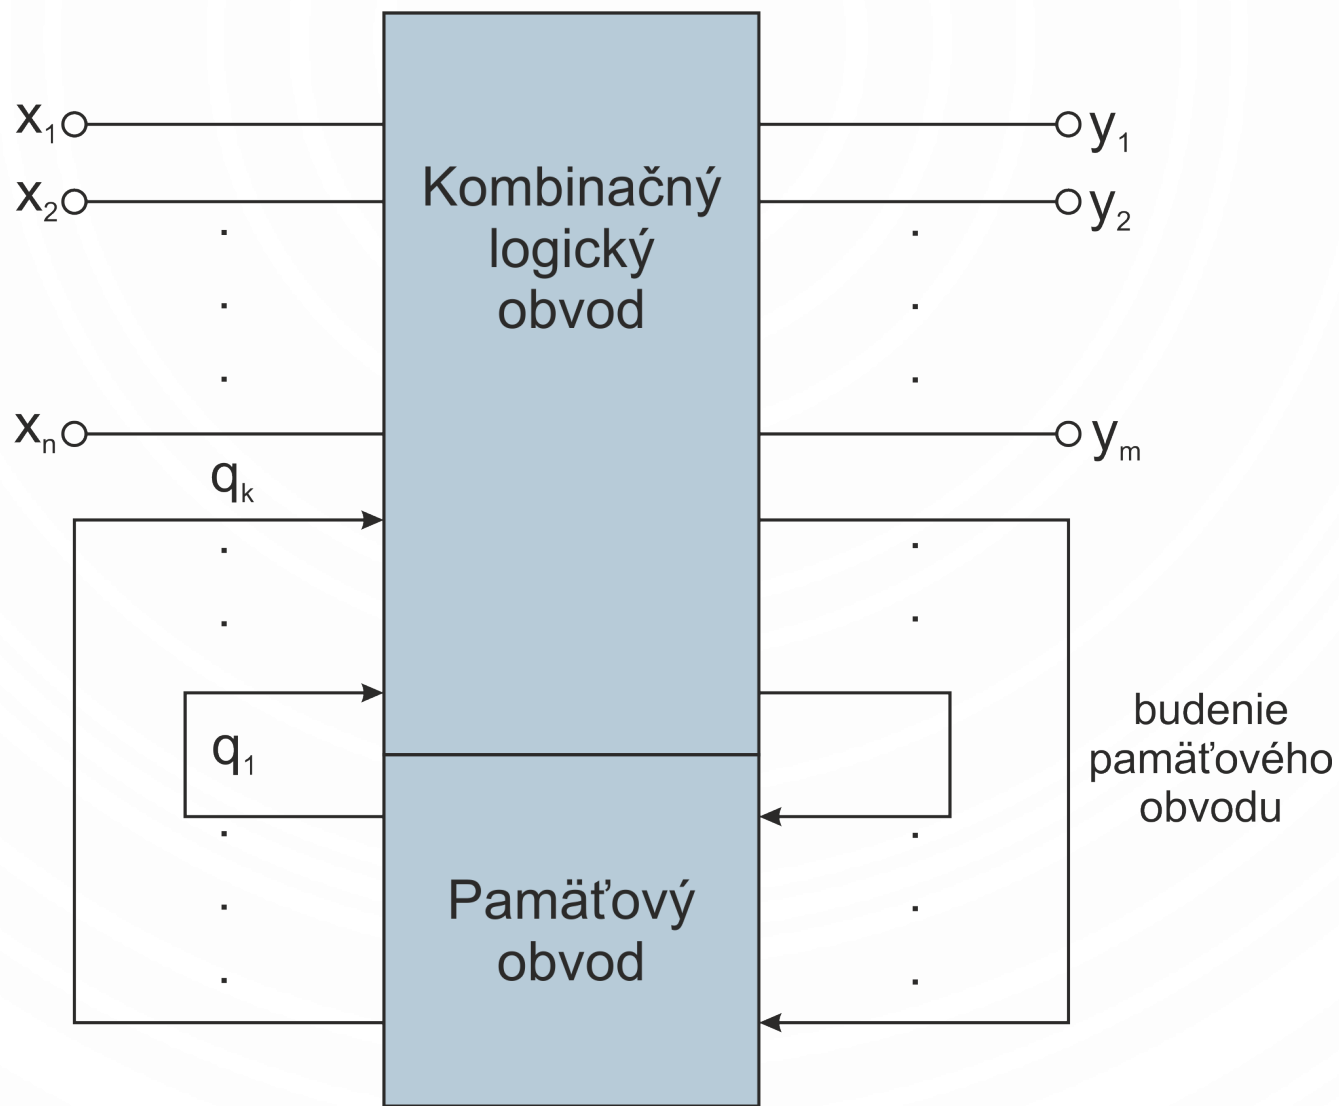 x1
y1
x2
y2
Kombinačný
logický
obvod
xn
ym
qk
q1
budenie
pamäťového
obvodu
Pamäťový
obvod